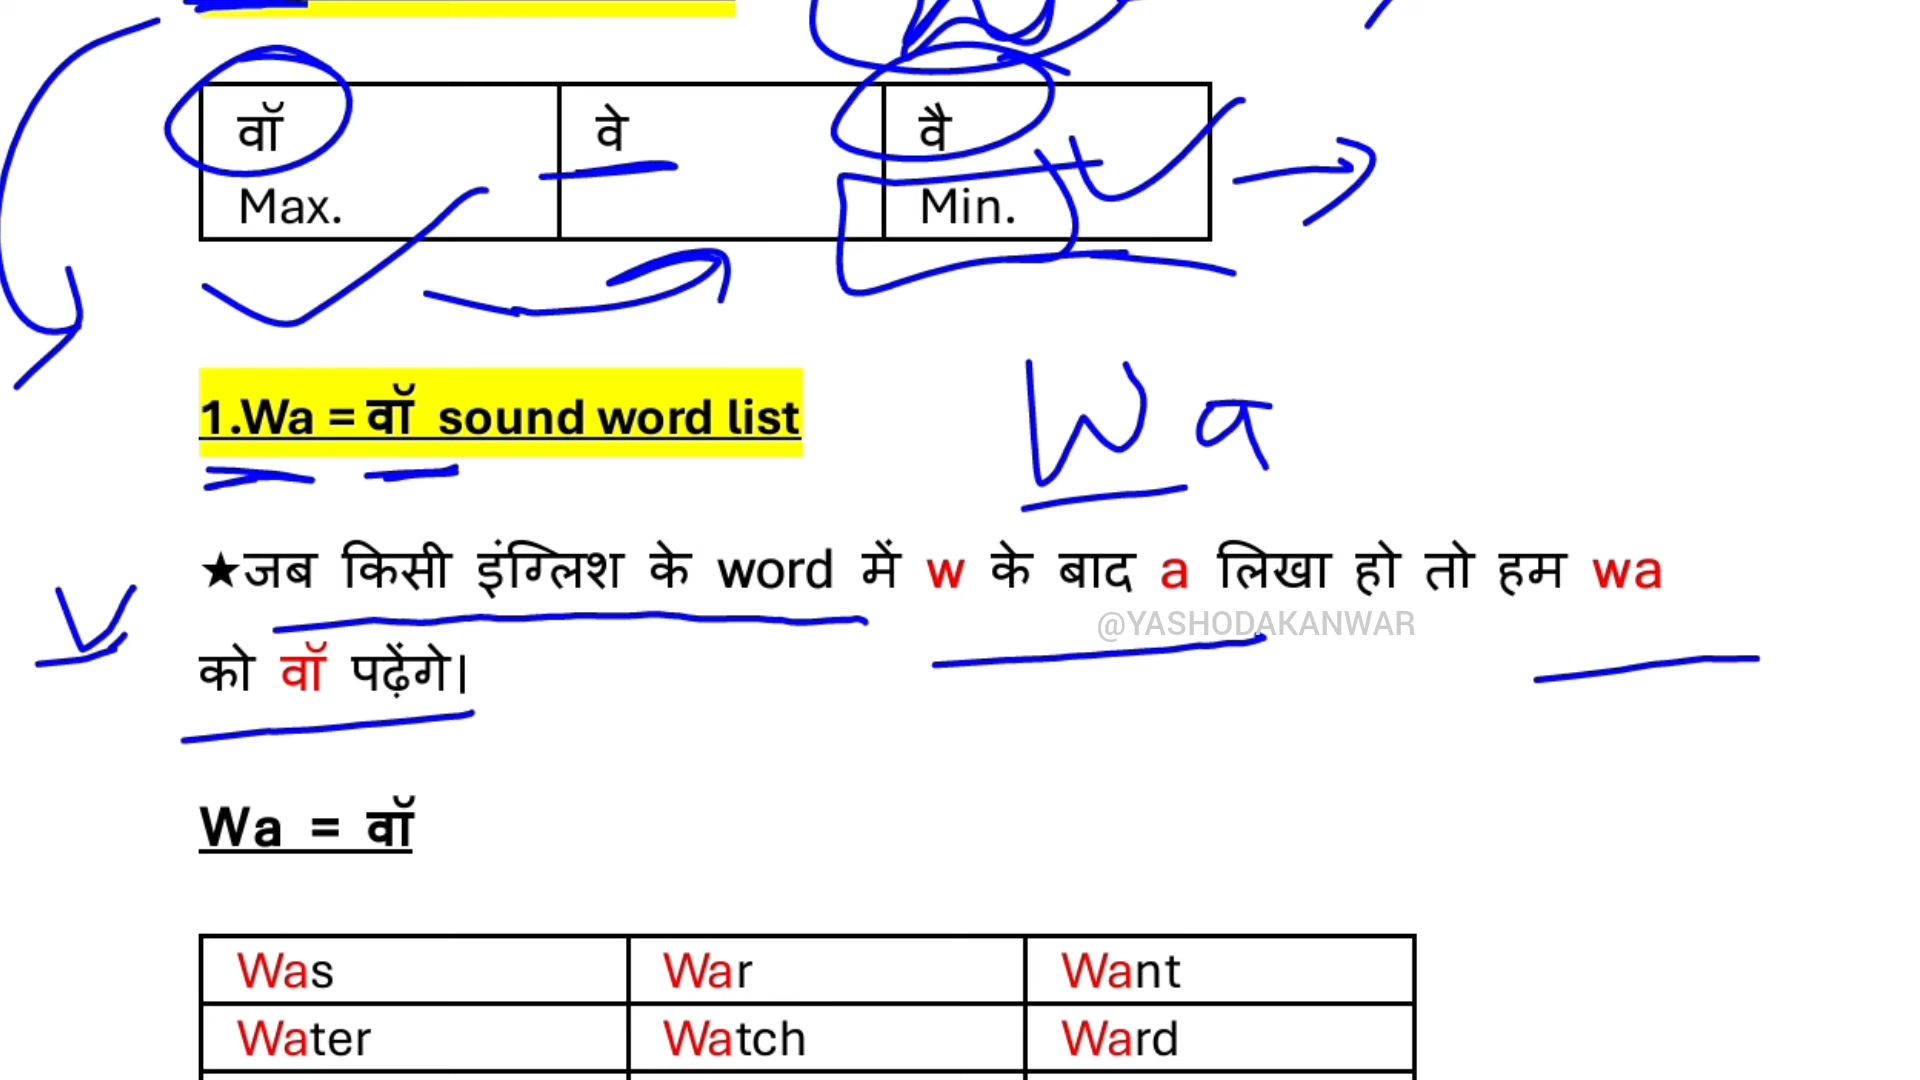 वॉ वे वै
Max. Min.
1.Wa = वॉ sound word list
Wa
★जब किसी इंग्लिश के word में w के बाद a लिखा हो तो हम wa
@YASHODAKANWAR
को वॉ पढ़ेंगे|
Wa = वॉ
Was War Want
Water Watch Ward